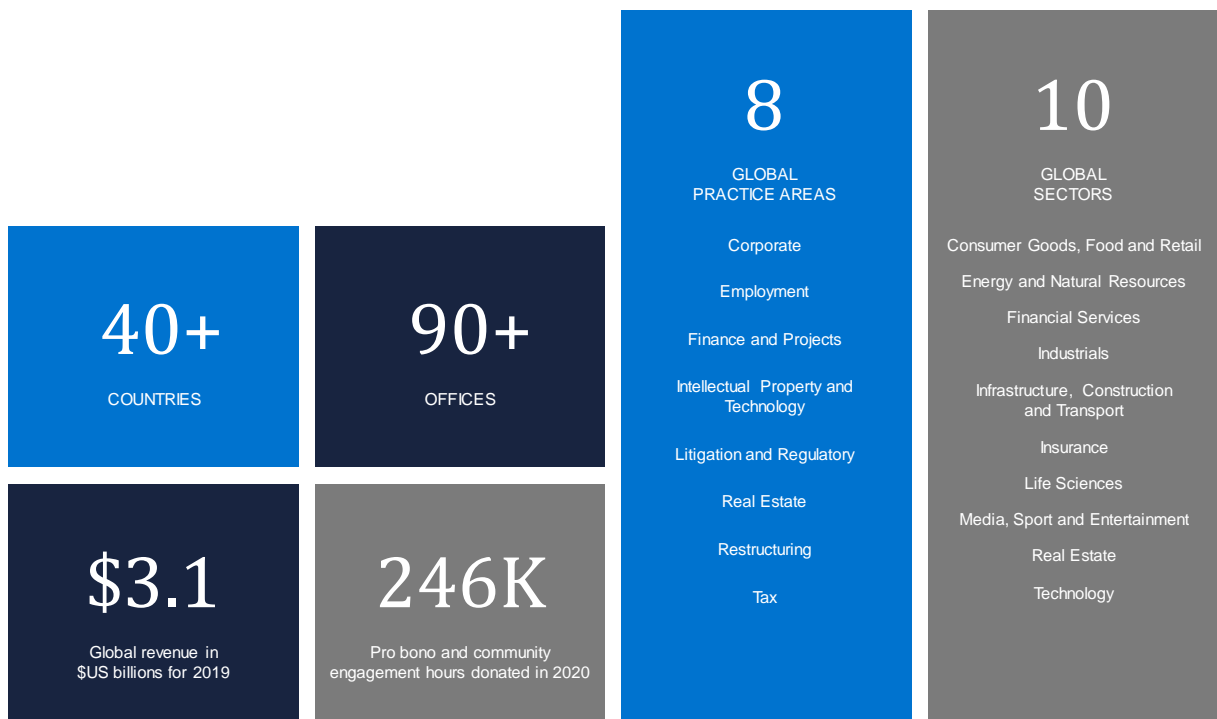 40+
COUNTRIES
90+
OFFICES
$3.1
Global revenue in
$US billions for 2019
246K
Pro bono and community
engagement hours donated in 2020
8
GLOBAL
PRACTICE AREAS
Corporate
Employment
Finance and Projects
Intellectual Property and
Technology
Litigation and Regulatory
Real Estate
Restructuring
Tax
10
GLOBAL
SECTORS
Consumer Goods, Food and Retail
Energy and Natural Resources
Financial Services
Industrials
Infrastructure, Construction
and Transport
Insurance
Life Sciences
Media, Sport and Entertainment
Real Estate
Technology